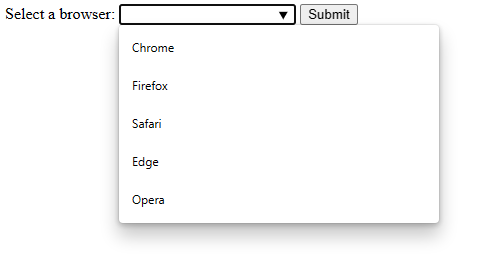 Select a browser: Submit
Chrome
Firefox
Safari
Edge
Opera